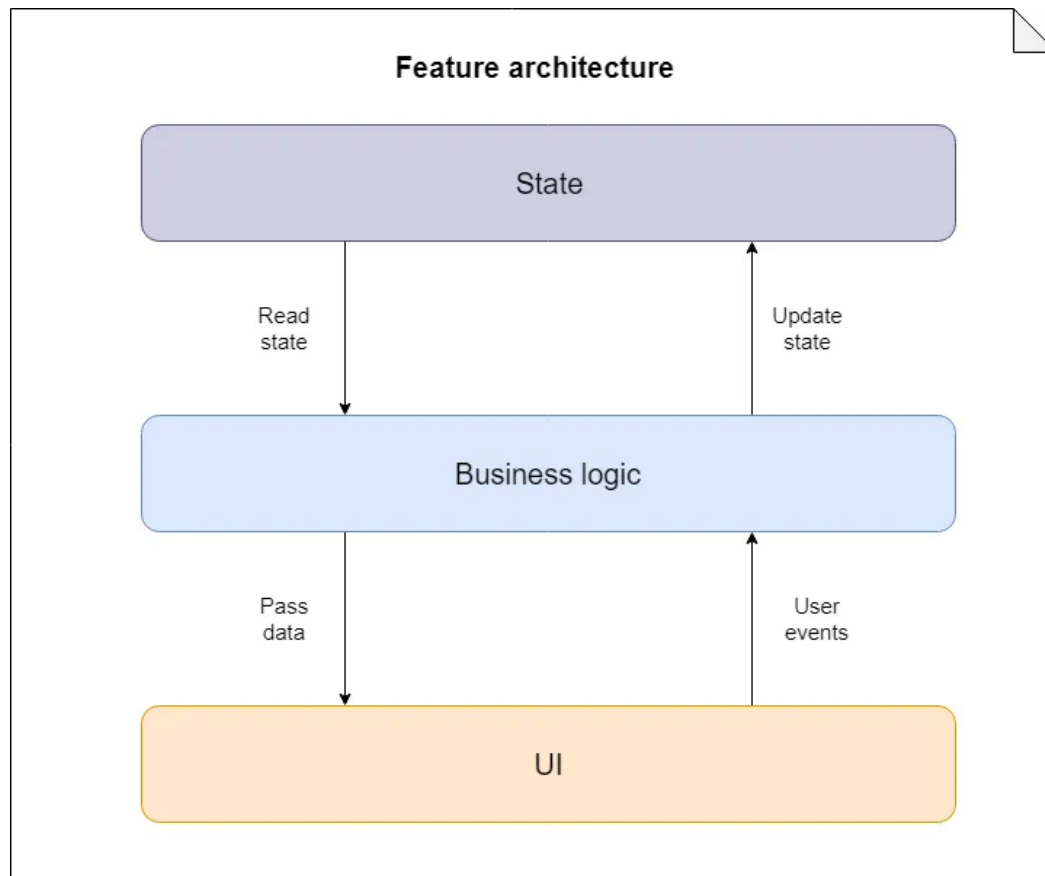 Feature architecture
State
Read
state
Update
state
Business logic
Pass
data
User
events
UI